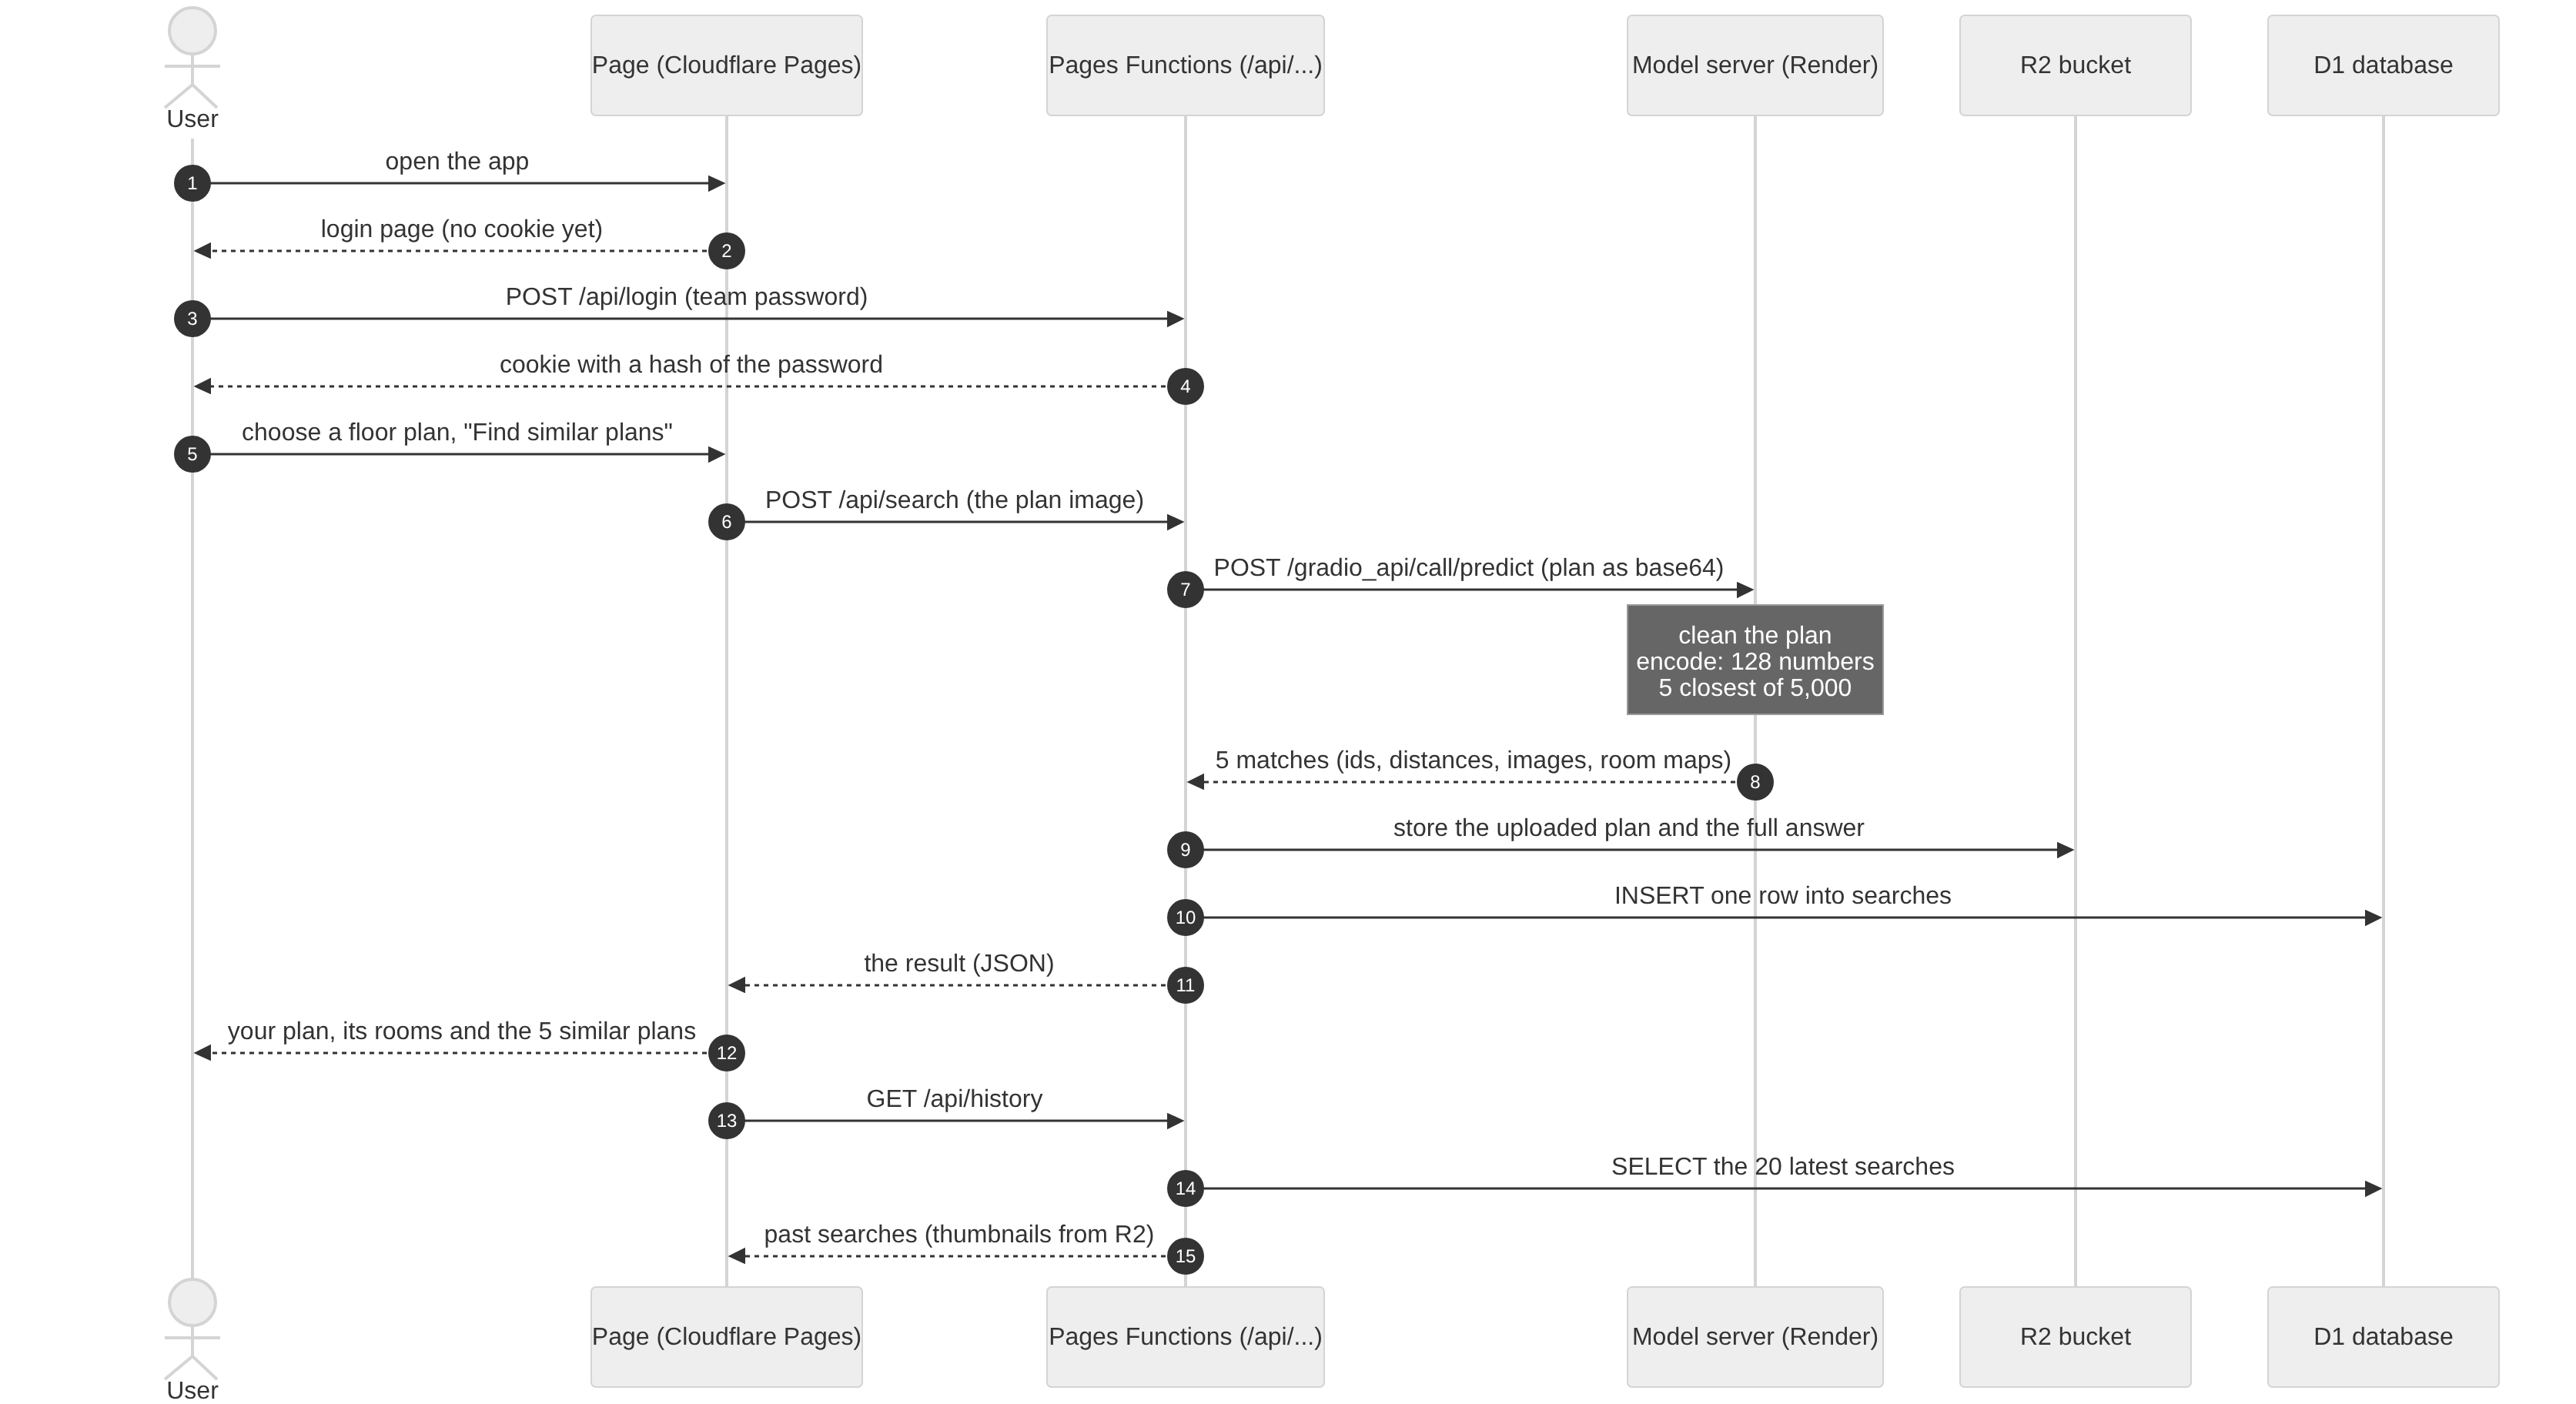 User
Page (Cloudflare Pages)
Pages Functions (/api/...)
Model server (Render)
R2 bucket
D1 database
1
open the app
login page (no cookie yet)
2
3
POST /api/login (team password)
cookie with a hash of the password
4
5
choose a floor plan, "Find similar plans"
6
POST /api/search (the plan image)
7
POST /gradio_api/call/predict (plan as base64)
clean the plan
encode: 128 numbers
5 closest of 5,000
5 matches (ids, distances, images, room maps)
8
9
store the uploaded plan and the full answer
10
INSERT one row into searches
the result (JSON)
11
your plan, its rooms and the 5 similar plans
12
13
GET /api/history
14
SELECT the 20 latest searches
past searches (thumbnails from R2)
15
User
Page (Cloudflare Pages)
Pages Functions (/api/...)
Model server (Render)
R2 bucket
D1 database